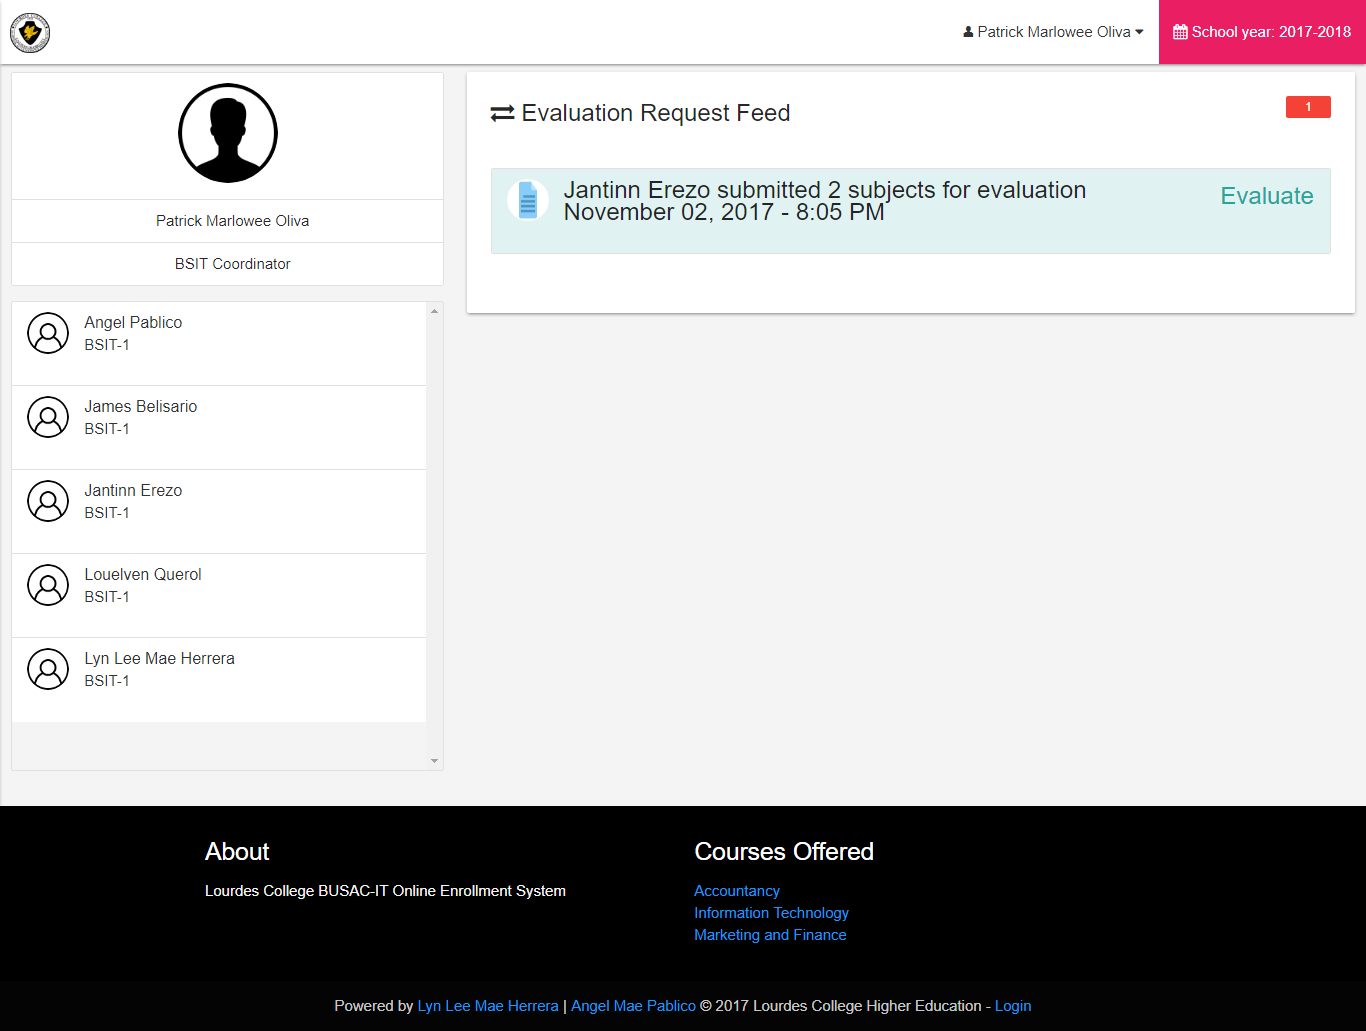 Patrick Marlowee Oliva
School year: 2017-2018
Patrick Marlowee Oliva
BSIT Coordinator
Angel Pablico
BSIT-1
James Belisario
BSIT-1
Jantinn Erezo
BSIT-1
Louelven Querol
BSIT-1
Lyn Lee Mae Herrera
BSIT-1
Evaluation Request Feed
1
Jantinn Erezo submitted 2 subjects for evaluation
November 02, 2017 - 8:05 PM
Evaluate
About
Lourdes College BUSAC-IT Online Enrollment System
Courses Offered
Accountancy
Information Technology
Marketing and Finance
Powered by Lyn Lee Mae Herrera | Angel Mae Pablico © 2017 Lourdes College Higher Education - Login